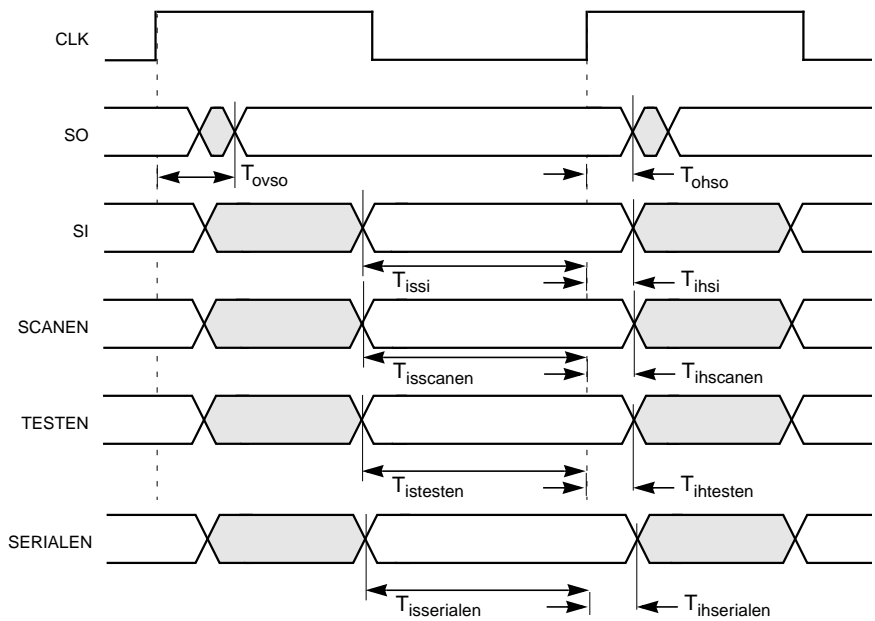 CLK
SO
Tovso
Tohso
SI
Tissi
Tihsi
SCANEN
Tisscanen
Tihscanen
TESTEN
Tistesten
Tihtesten
SERIALEN
Tisserialen
Tihserialen